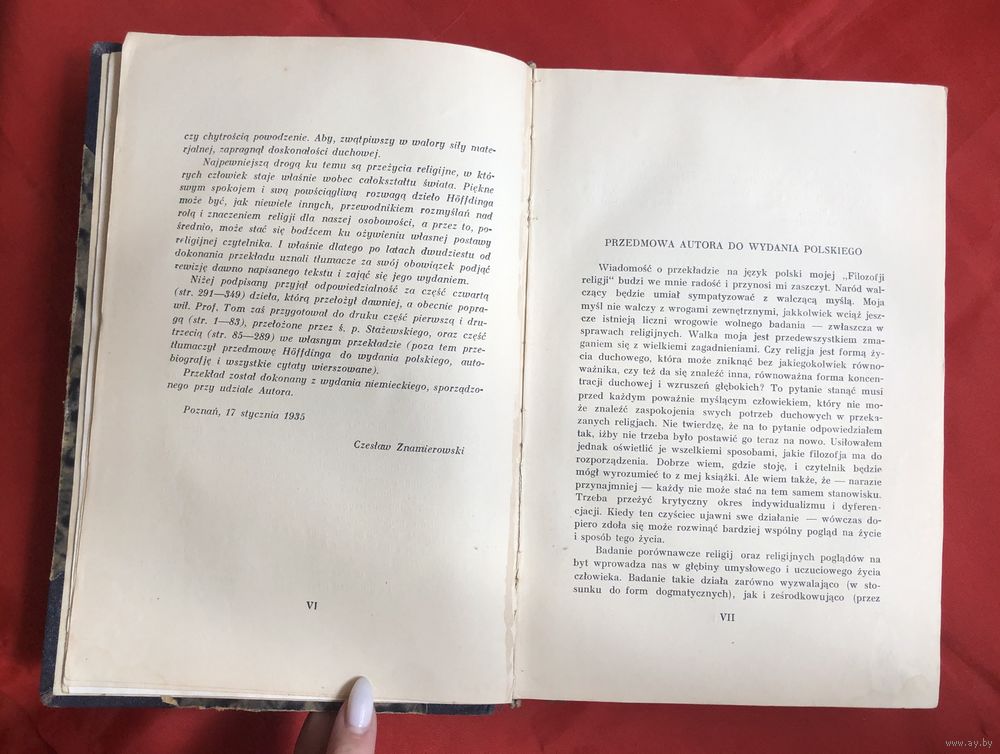 czy chytrością powodzenie. Aby, zwątpiwszy w walory siły mate-
rjalnej, zapragnął doskonałości duchowej.
Najpewniejszą drogą ku temu są przeżycia religijne, w któ-
rych człowiek staje właśnie wobec całokształtu świata. Piękne
swym spokojem i swą powściągliwą rozwagą dzieło Höffdinga
może być, jak niewiele innych, przewodnikiem rozmyślań nad
rolą i znaczeniem religji dla naszej osobowości, a przez to, po-
średnio, może stać się bodźcem ku ożywieniu własnej postawy
religijnej czytelnika. I właśnie dlatego po latach dwudziestu od
dokonania przekładu uznali tłumacze za swój obowiązek podjąć
rewizję dawno napisanego tekstu i zająć się jego wydaniem.
Niżej podpisany przyjął odpowiedzialność za część czwartą
(str. 291—349) dzieła, którą przełożył dawniej, a obecnie popra-
wił. Prof. Tom zaś przygotował do druku część pierwszą i dru-
gą (str. 1—83), przełożone przez ś. p. Stażewskiego, oraz część
trzecią (str. 85—289) we własnym przekładzie (poza tem prze-
tłumaczył przedmowę Höffdinga do wydania polskiego, auto-
biografję i wszystkie cytaty wierszowane).
Przekład został dokonany z wydania niemieckiego, sporządzo-
nego przy udziale Autora.
Poznań, 17 stycznia 1935
Czesław Znamierowski
VI
PRZEDMOWA AUTORA DO WYDANIA POLSKIEGO
Wiadomość o przekładzie na język polski mojej „Filozofji
religji“ budzi we mnie radość i przynosi mi zaszczyt. Naród wal-
czący będzie umiał sympatyzować z walczącą myślą. Moja
myśl nie walczy z wrogami zewnętrznymi, jakkolwiek wciąż jesz-
cze istnieją liczni wrogowie wolnego badania — zwłaszcza w
sprawach religijnych. Walka moja jest przedewszystkiem zma-
ganiem się z wielkiemi zagadnieniami. Czy religja jest formą ży-
cia duchowego, która może zniknąć bez jakiegokolwiek równo-
ważnika, czy też da się znaleźć inna, równoważna forma koncen-
tracji duchowej i wzruszeń głębokich? To pytanie stanąć musi
przed każdym poważnie myślącym człowiekiem, który nie mo-
że znaleźć zaspokojenia swych potrzeb duchowych w przeka-
zanych religjach. Nie twierdzę, że na to pytanie odpowiedziałem
tak, iżby nie trzeba było postawić go teraz na nowo. Usiłowałem
jednak oświetlić je wszelkiemi sposobami, jakie filozofja ma do
rozporządzenia. Dobrze wiem, gdzie stoję, i czytelnik będzie
mógł wyrozumieć to z mej książki. Ale wiem także, że — narazie
przynajmniej — każdy nie może stać na tem samem stanowisku.
Trzeba przeżyć krytyczny okres indywidualizmu i dyferen-
cjacji. Kiedy ten czyściec ujawni swe działanie — wówczas do-
piero zdoła się może rozwinąć bardziej wspólny pogląd na życie
i sposób tego życia.
Badanie porównawcze religij oraz religijnych poglądów na
byt wprowadza nas w głębiny umysłowego i uczuciowego życia
człowieka. Badanie takie działa zarówno wyzwalająco (w sto-
sunku do form dogmatycznych), jak i ześrodkowująco (przez
VII
www.ay.by